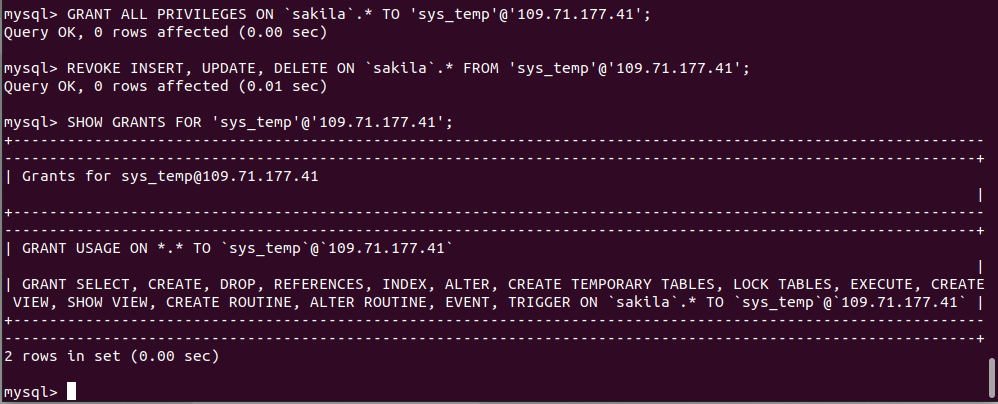 mysql> GRANT ALL PRIVILEGES ON `sakila`.* TO 'sys_temp'@'109.71.177.41';
Query OK, 0 rows affected (0.00 sec)
mysql> REVOKE INSERT, UPDATE, DELETE ON `sakila`.* FROM 'sys_temp'@'109.71.177.41';
Query OK, 0 rows affected (0.01 sec)
mysql> SHOW GRANTS FOR 'sys_temp'@'109.71.177.41';
+------------------------------------------------------------------------------------------------------------
------------------------------------------------------------------------------------------------------------+
| Grants for sys_temp@109.71.177.41
|
+------------------------------------------------------------------------------------------------------------
------------------------------------------------------------------------------------------------------------+
| GRANT USAGE ON *.* TO `sys_temp`@`109.71.177.41`
|
| GRANT SELECT, CREATE, DROP, REFERENCES, INDEX, ALTER, CREATE TEMPORARY TABLES, LOCK TABLES, EXECUTE, CREATE
VIEW, SHOW VIEW, CREATE ROUTINE, ALTER ROUTINE, EVENT, TRIGGER ON `sakila`.* TO `sys_temp`@`109.71.177.41` |
+------------------------------------------------------------------------------------------------------------
------------------------------------------------------------------------------------------------------------+
2 rows in set (0.00 sec)
mysql>